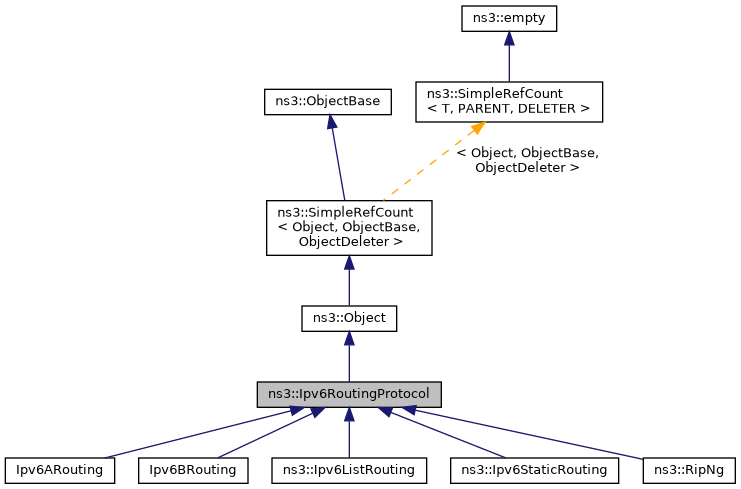 ns3::empty
ns3::ObjectBase
ns3::SimpleRefCount
< T, PARENT, DELETER >
< Object, ObjectBase,
ObjectDeleter >
ns3::SimpleRefCount
< Object, ObjectBase,
ObjectDeleter >
ns3::Object
ns3::Ipv6RoutingProtocol
Ipv6ARouting
Ipv6BRouting
ns3::Ipv6ListRouting
ns3::Ipv6StaticRouting
ns3::RipNg